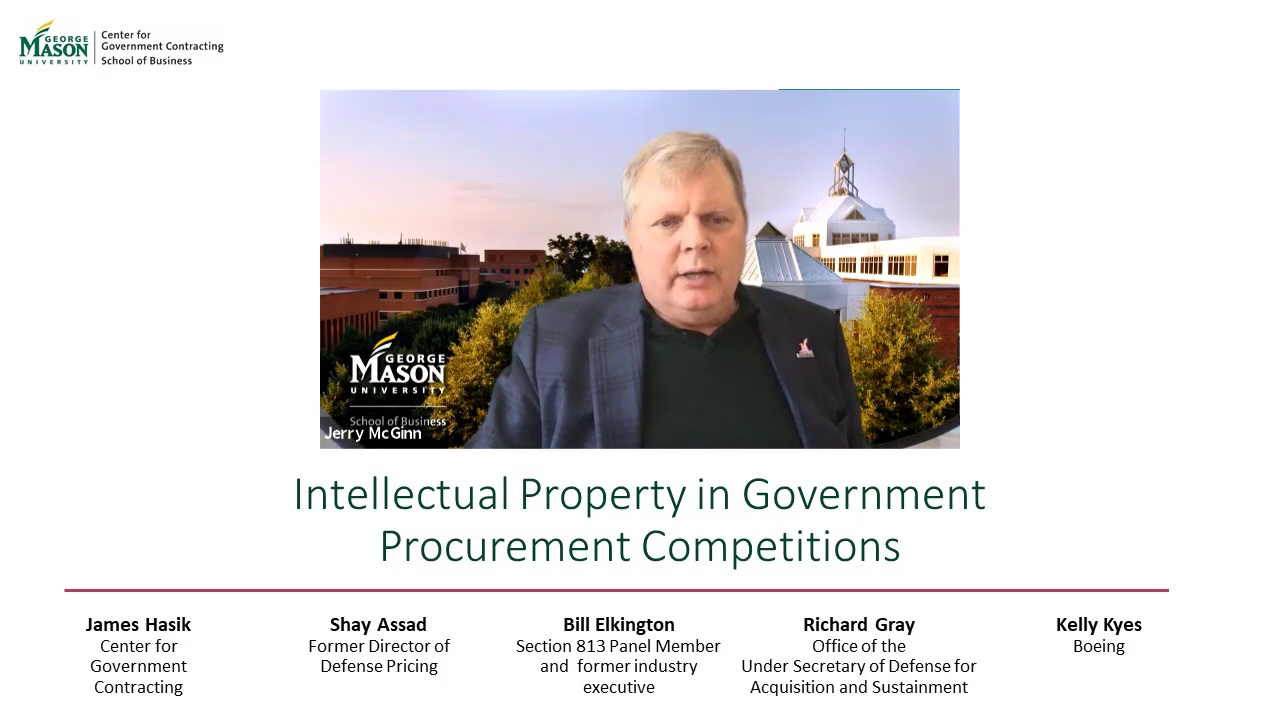 GEORGE
MASON
UNIVERSITY
Center for
Government Contracting
School of Business
GEORGE
MASON
UNIVERSITY
School of Business
Jerry McGinn
Intellectual Property in Government
Procurement Competitions
James Hasik
Center for
Government
Contracting
Shay Assad
Former Director of
Defense Pricing
Bill Elkington
Section 813 Panel Member
and former industry
executive
Richard Gray
Office of the
Under Secretary of Defense for
Acquisition and Sustainment
Kelly Kyes
Boeing